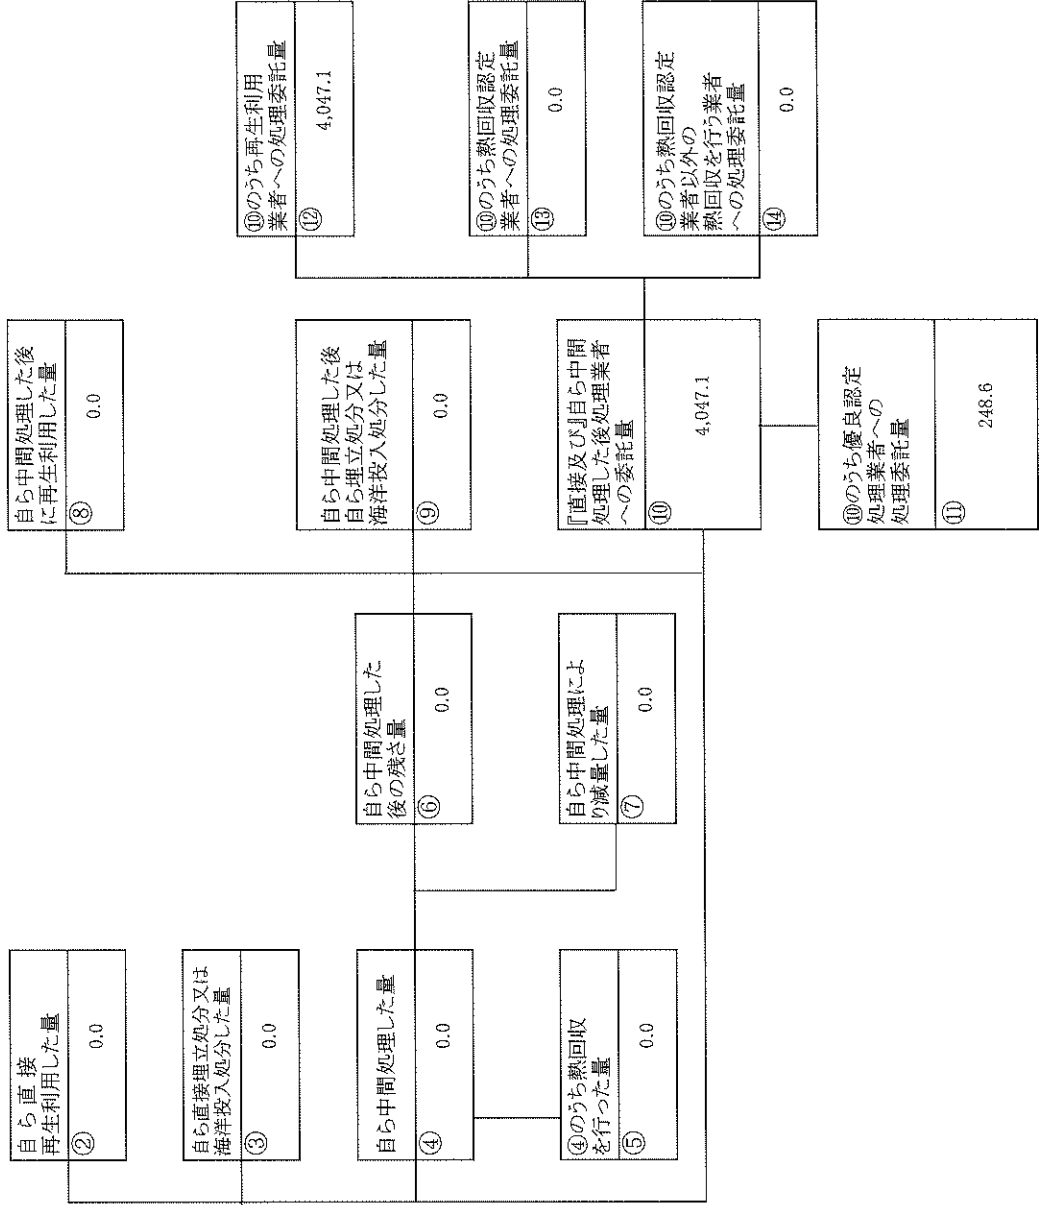 自ら直接
再生利用した量
②
0.0
自ら直接埋立処分又は
海洋投入処分した量
③
0.0
自ら中間処理した量
④
0.0
④のうち熱回収
を行った量
⑤
0.0
自ら中間処理した
後の残さ量
⑥
0.0
自ら中間処理によ
り減量した量
⑦
0.0
自ら中間処理した後
に再生利用した量
⑧
0.0
自ら中間処理した後
自ら埋立処分又は
海洋投入処分した量
⑨
0.0
『直接及び』自ら中間
処理した後処理業者
への委託量
⑩
4,047.1
⑩のうち優良認定
処理業者への
処理委託量
⑪
248.6
⑩のうち再生利用
業者への処理委託量
⑫
4,047.1
⑩のうち熱回収認定
業者への処理委託量
⑬
0.0
⑩のうち熱回収認定
業者以外の
熱回収を行う業者
への処理委託量
⑭
0.0